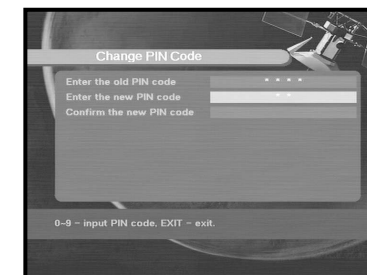 Change PIN Code
Enter the old PIN code * * * *
Enter the new PIN code * *
Confirm the new PIN code
0~9 - input PIN code, EXIT - exit.